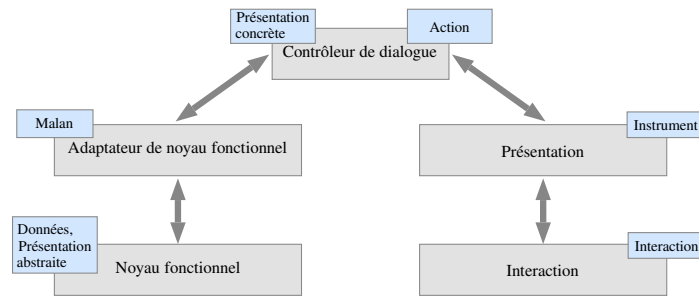 Présentation
concrète
Action
Contrôleur de dialogue
Malan
Adaptateur de noyau fonctionnel
Instrument
Présentation
Données,
Présentation
abstraite
Noyau fonctionnel
Interaction
Interaction